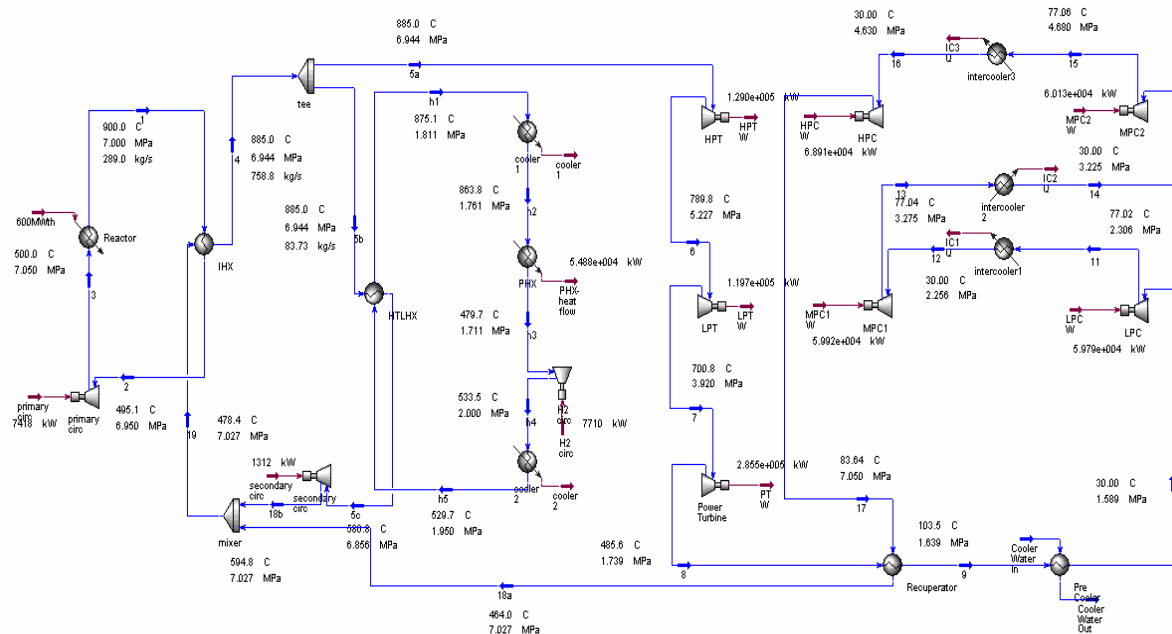 885.0 C
6.944 MPa
5a
tee
1
900.0 C
7.000 MPa
289.0 kg/s
4
885.0 C
6.944 MPa
758.8 kg/s
885.0 C
6.944 MPa
83.73 kg/s
5b
600MWth
Reactor
500.0 C
7.050 MPa
3
IHX
HTLHX
2
primary circ
7418 kW
primary circ
495.1 C
6.950 MPa
19
478.4 C
7.027 MPa
1312 kW
secondary circ
secondary circ
18b
5c
mixer
580.8 C
6.856 MPa
594.8 C
7.027 MPa
18a
464.0 C
7.027 MPa
h1
875.1 C
1.811 MPa
cooler 1
cooler 1
863.8 C
1.761 MPa
h2
5.488e+004 kW
PHX
PHX-heat flow
479.7 C
1.711 MPa
h3
533.5 C
2.000 MPa
h4
H2 circ
7710 kW
H2 circ
cooler 2
cooler 2
h5
529.7 C
1.950 MPa
1.290e+005 kW
HPT
HPT W
789.8 C
5.227 MPa
6
1.197e+005 kW
LPT
LPT W
700.8 C
3.920 MPa
7
2.855e+005 kW
Power Turbine
PT W
485.6 C
1.739 MPa
8
Recuperator
83.64 C
7.050 MPa
17
103.5 C
1.639 MPa
9
Cooler Water In
Pre Cooler
Cooler Water Out
30.00 C
1.589 MPa
30.00 C
4.630 MPa
16
IC3 Q
intercooler3
77.06 C
4.680 MPa
15
HPC W
HPC
6.891e+004 kW
6.013e+004 kW
MPC2 W
MPC2
30.00 C
3.225 MPa
13
77.04 C
3.275 MPa
IC2 Q
intercooler 2
14
77.02 C
2.306 MPa
12
IC1 Q
intercooler1
11
30.00 C
2.256 MPa
MPC1 W
MPC1
5.992e+004 kW
LPC W
LPC
5.979e+004 kW